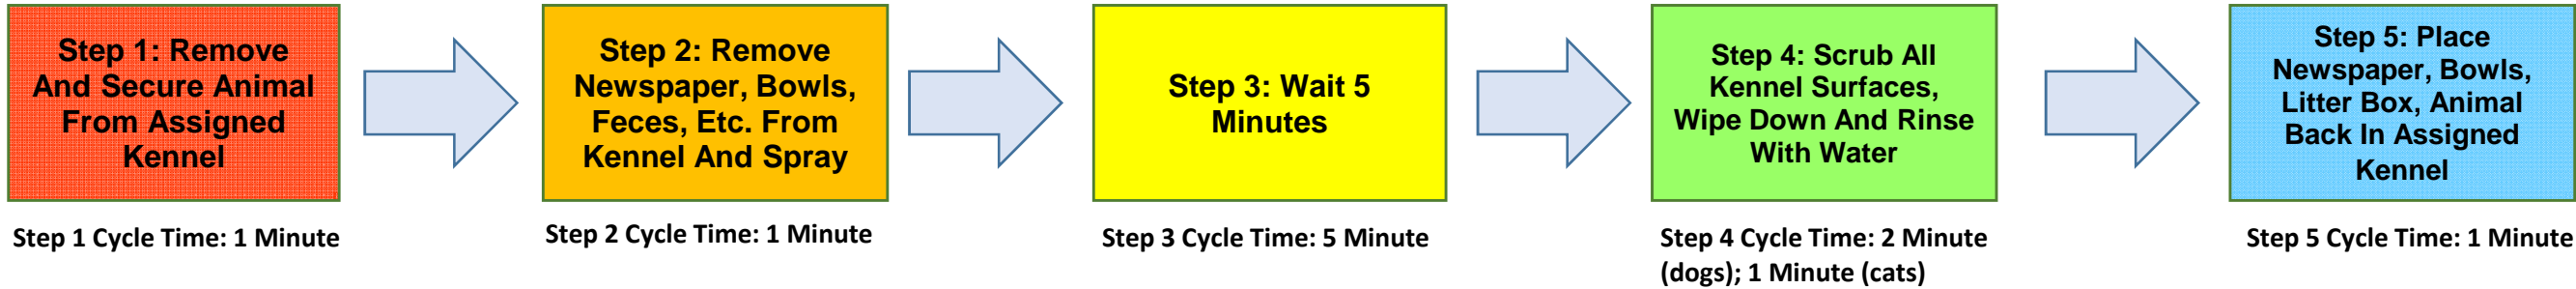 Step 1: Remove
And Secure Animal
From Assigned
Kennel
Step 2: Remove
Newspaper, Bowls,
Feces, Etc. From
Kennel And Spray
Step 3: Wait 5
Minutes
Step 4: Scrub All
Kennel Surfaces,
Wipe Down And Rinse
With Water
Step 5: Place
Newspaper, Bowls,
Litter Box, Animal
Back In Assigned
Kennel
Step 1 Cycle Time: 1 Minute
Step 2 Cycle Time: 1 Minute
Step 3 Cycle Time: 5 Minute
Step 4 Cycle Time: 2 Minute
(dogs); 1 Minute (cats)
Step 5 Cycle Time: 1 Minute